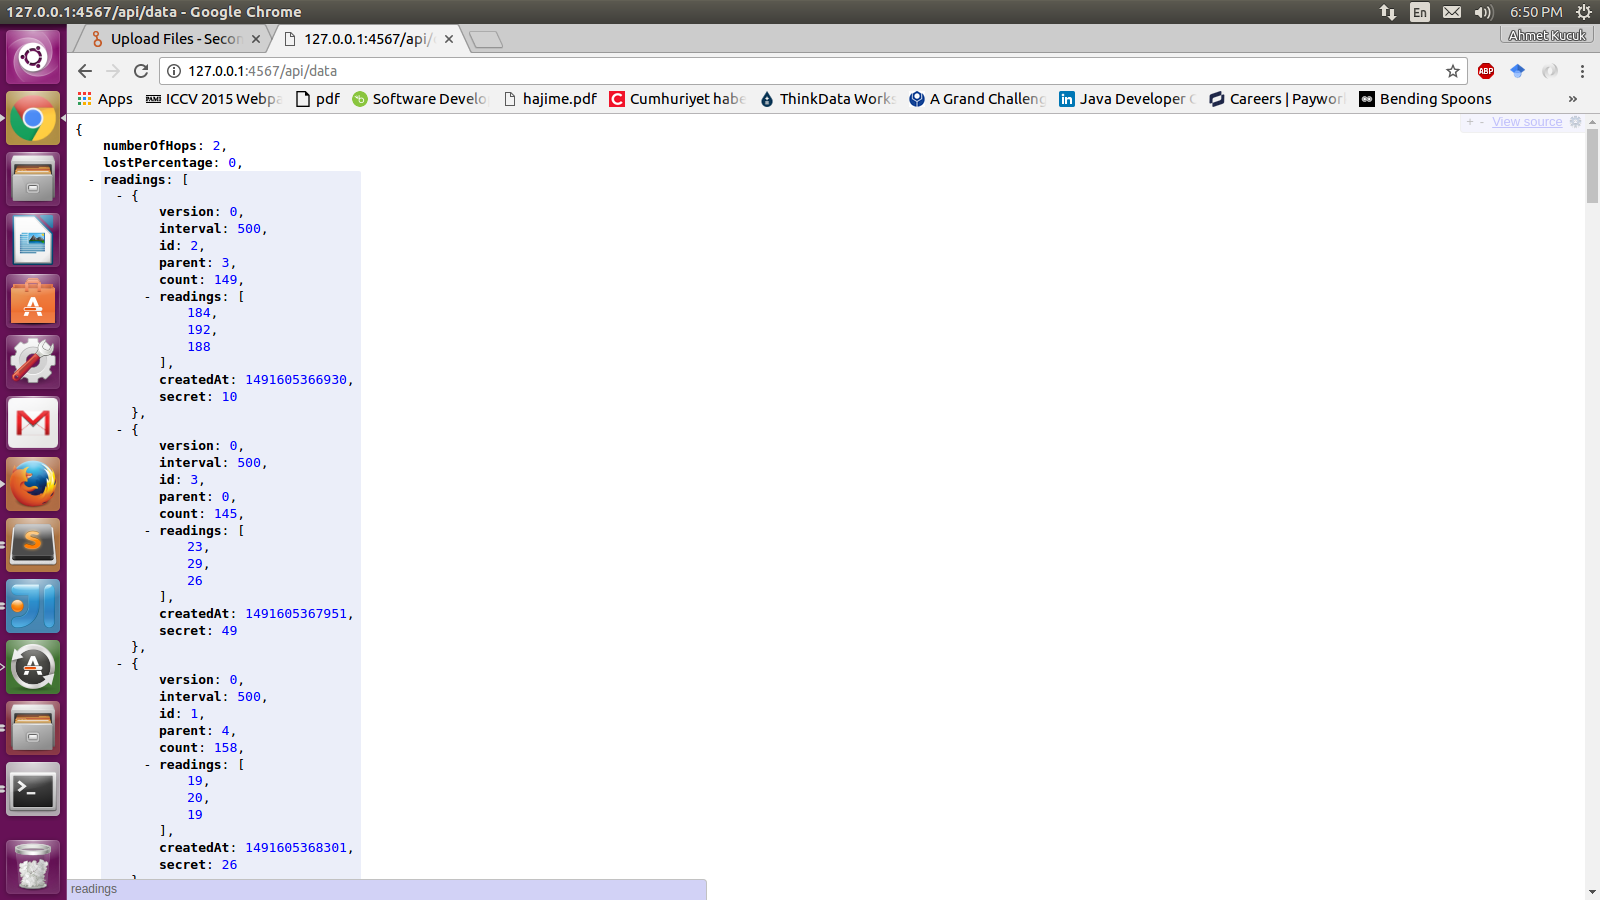 127.0.0.1:4567/api/data - Google Chrome
En
6:50 PM
Upload Files - Secon
127.0.0.1:4567/api/
Ahmet Kucuk
127.0.0.1:4567/api/data
ABP
Apps
PAMI ICCV 2015 Webpa
pdf
Software Develo
hajime.pdf
Cumhuriyet habe
ThinkData Works
A Grand Challeng
Java Developer
Careers | Paywor
Bending Spoons
»
+ - View source
{
numberOfHops: 2,
lostPercentage: 0,
- readings: [
- {
version: 0,
interval: 500,
id: 2,
parent: 3,
count: 149,
- readings: [
184,
192,
188
],
createdAt: 1491605366930,
secret: 10
},
- {
version: 0,
interval: 500,
id: 3,
parent: 0,
count: 145,
- readings: [
23,
29,
26
],
createdAt: 1491605367951,
secret: 49
},
- {
version: 0,
interval: 500,
id: 1,
parent: 4,
count: 158,
- readings: [
19,
20,
19
],
createdAt: 1491605368301,
secret: 26
readings